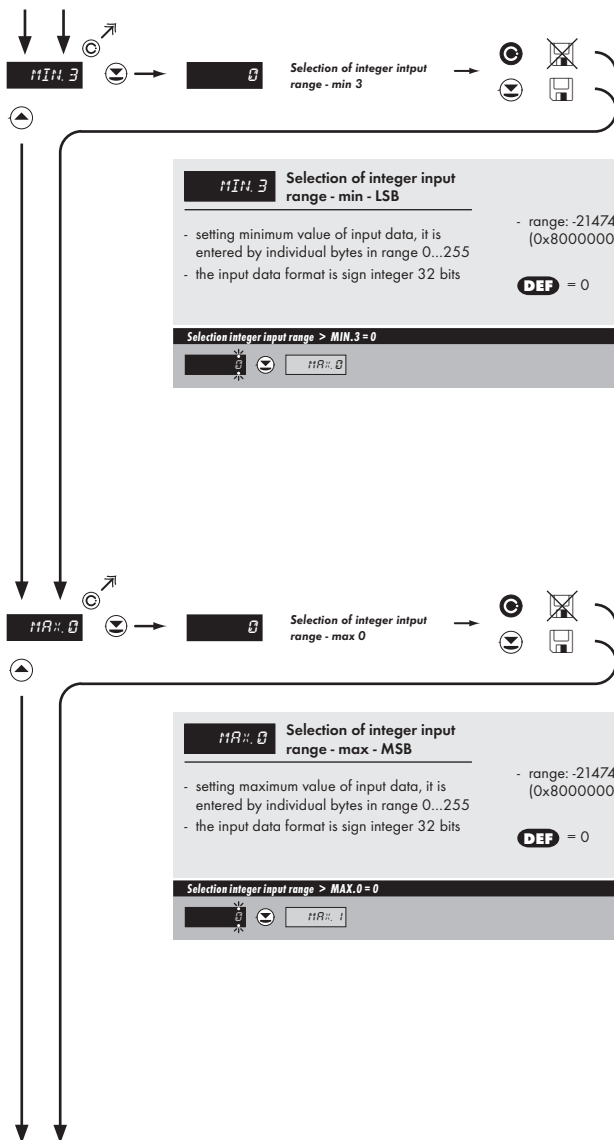 MIN. 3
C
0
Selection of integer intput
range - min 3
C
MIN. 3
Selection of integer input
range - min - LSB
- setting minimum value of input data, it is
entered by individual bytes in range 0...255
- the input data format is sign integer 32 bits
- range: -21474
(0x8000000
DEF = 0
Selection integer input range > MIN.3 = 0
0
MAX. 0
C
MAX. 0
0
Selection of integer intput
range - max 0
C
MAX. 0
Selection of integer input
range - max - MSB
- setting maximum value of input data, it is
entered by individual bytes in range 0...255
- the input data format is sign integer 32 bits
- range: -21474
(0x8000000
DEF = 0
Selection integer input range > MAX.0 = 0
0
MAX. 1